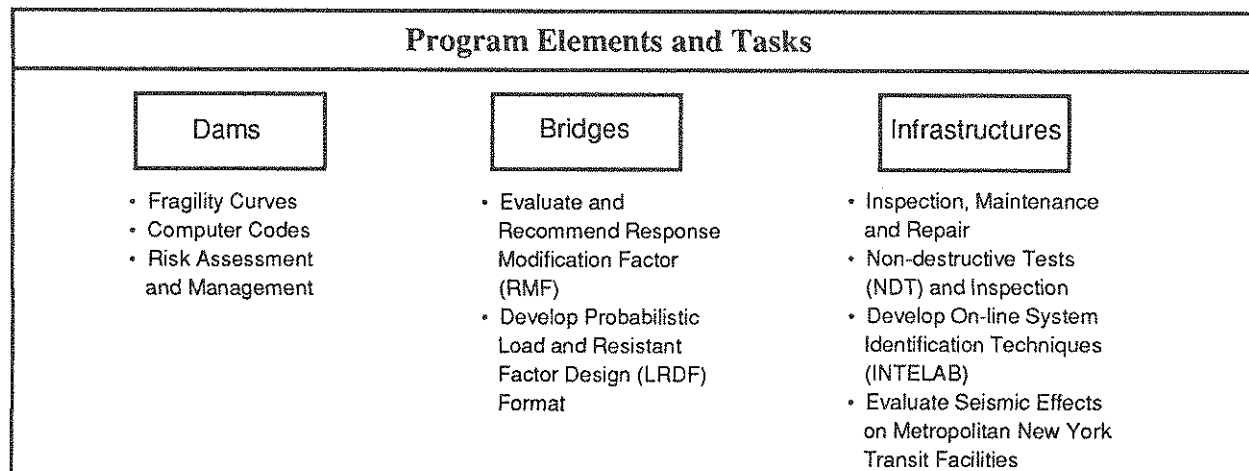 Program Elements and Tasks
Dams
• Fragility Curves
• Computer Codes
• Risk Assessment
and Management
Bridges
• Evaluate and
Recommend Response
Modification Factor
(RMF)
• Develop Probabilistic
Load and Resistant
Factor Design (LRDF)
Format
Infrastructures
• Inspection, Maintenance
and Repair
• Non-destructive Tests
(NDT) and Inspection
• Develop On-line System
Identification Techniques
(INTELAB)
• Evaluate Seismic Effects
on Metropolitan New York
Transit Facilities